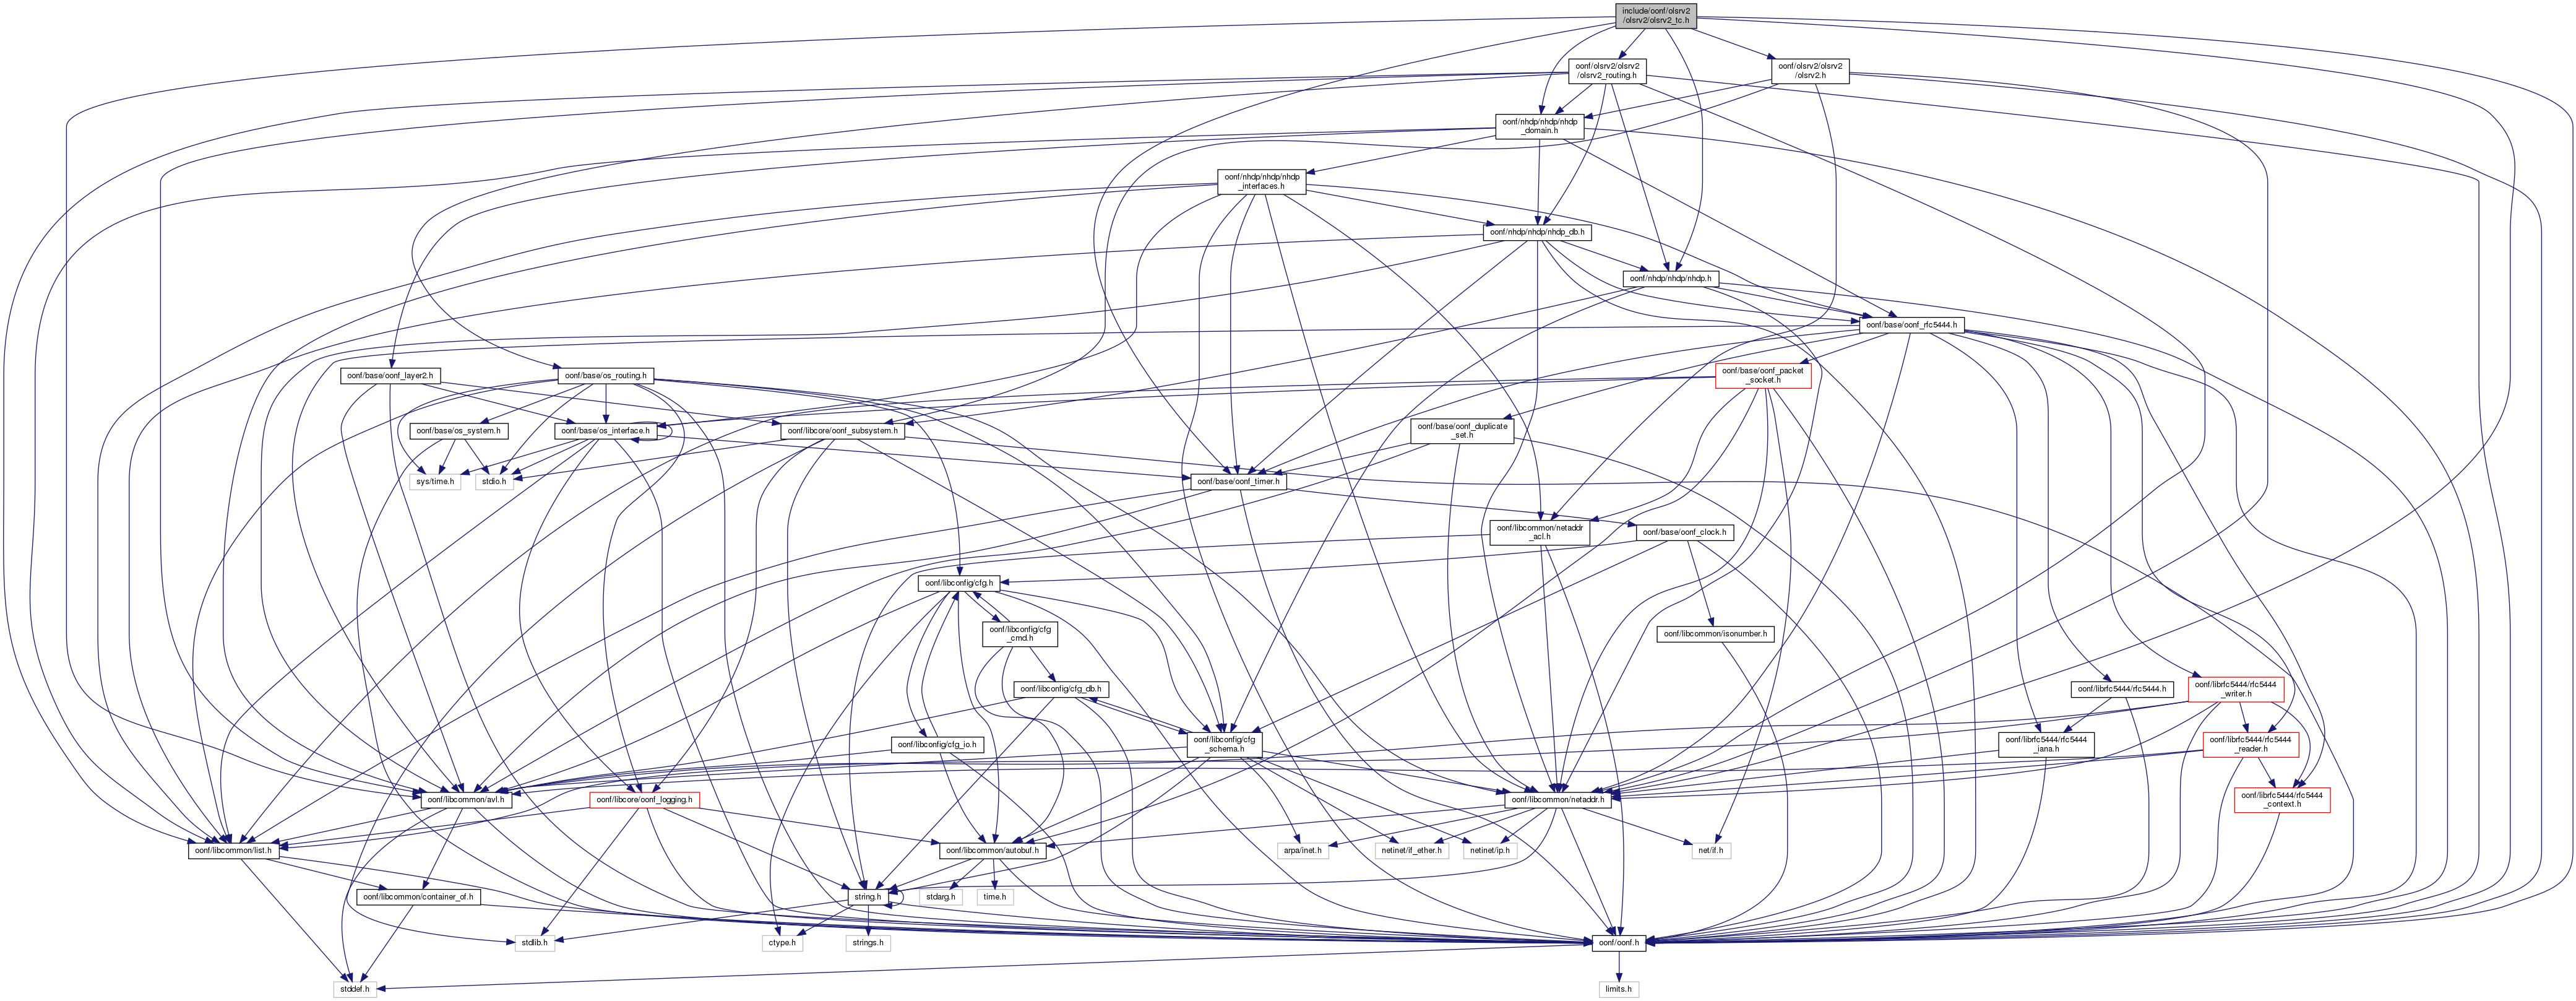 include/oonf/olsrv2
/olsrv2/olsrv2_tc.h
oonf/olsrv2/olsrv2
/olsrv2_routing.h
oonf/olsrv2/olsrv2
/olsrv2.h
oonf/nhdp/nhdp/nhdp
_domain.h
oonf/nhdp/nhdp/nhdp
_interfaces.h
oonf/nhdp/nhdp/nhdp_db.h
oonf/nhdp/nhdp/nhdp.h
oonf/base/oonf_rfc5444.h
oonf/base/oonf_layer2.h
oonf/base/os_routing.h
oonf/base/oonf_packet
_socket.h
oonf/base/os_system.h
oonf/base/os_interface.h
oonf/libcore/oonf_subsystem.h
oonf/base/oonf_duplicate
_set.h
sys/time.h
stdio.h
oonf/base/oonf_timer.h
oonf/libcommon/netaddr
_acl.h
oonf/base/oonf_clock.h
oonf/libconfig/cfg.h
oonf/libconfig/cfg
_cmd.h
oonf/libcommon/isonumber.h
oonf/libconfig/cfg_db.h
oonf/librfc5444/rfc5444.h
oonf/librfc5444/rfc5444
_writer.h
oonf/libconfig/cfg_io.h
oonf/libconfig/cfg
_schema.h
oonf/librfc5444/rfc5444
_iana.h
oonf/librfc5444/rfc5444
_reader.h
oonf/libcommon/avl.h
oonf/libcore/oonf_logging.h
oonf/libcommon/netaddr.h
oonf/librfc5444/rfc5444
_context.h
oonf/libcommon/list.h
oonf/libcommon/autobuf.h
arpa/inet.h
netinet/if_ether.h
netinet/ip.h
net/if.h
oonf/libcommon/container_of.h
string.h
stdarg.h
time.h
stdlib.h
ctype.h
strings.h
oonf/oonf.h
stddef.h
limits.h